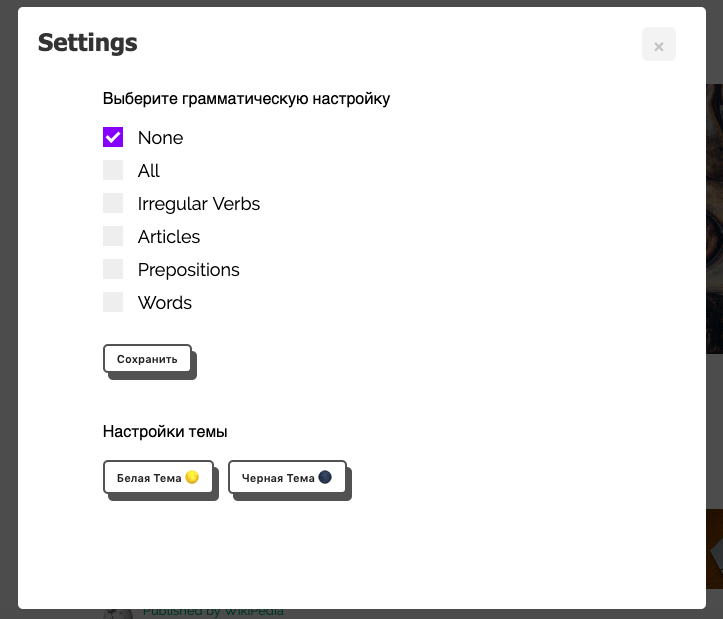 Settings
×
Выберите грамматическую настройку
None
All
Irregular Verbs
Articles
Prepositions
Words
Сохранить
Настройки темы
Белая Тема 🌕 Черная Тема 🌑
Published by WikiPedia